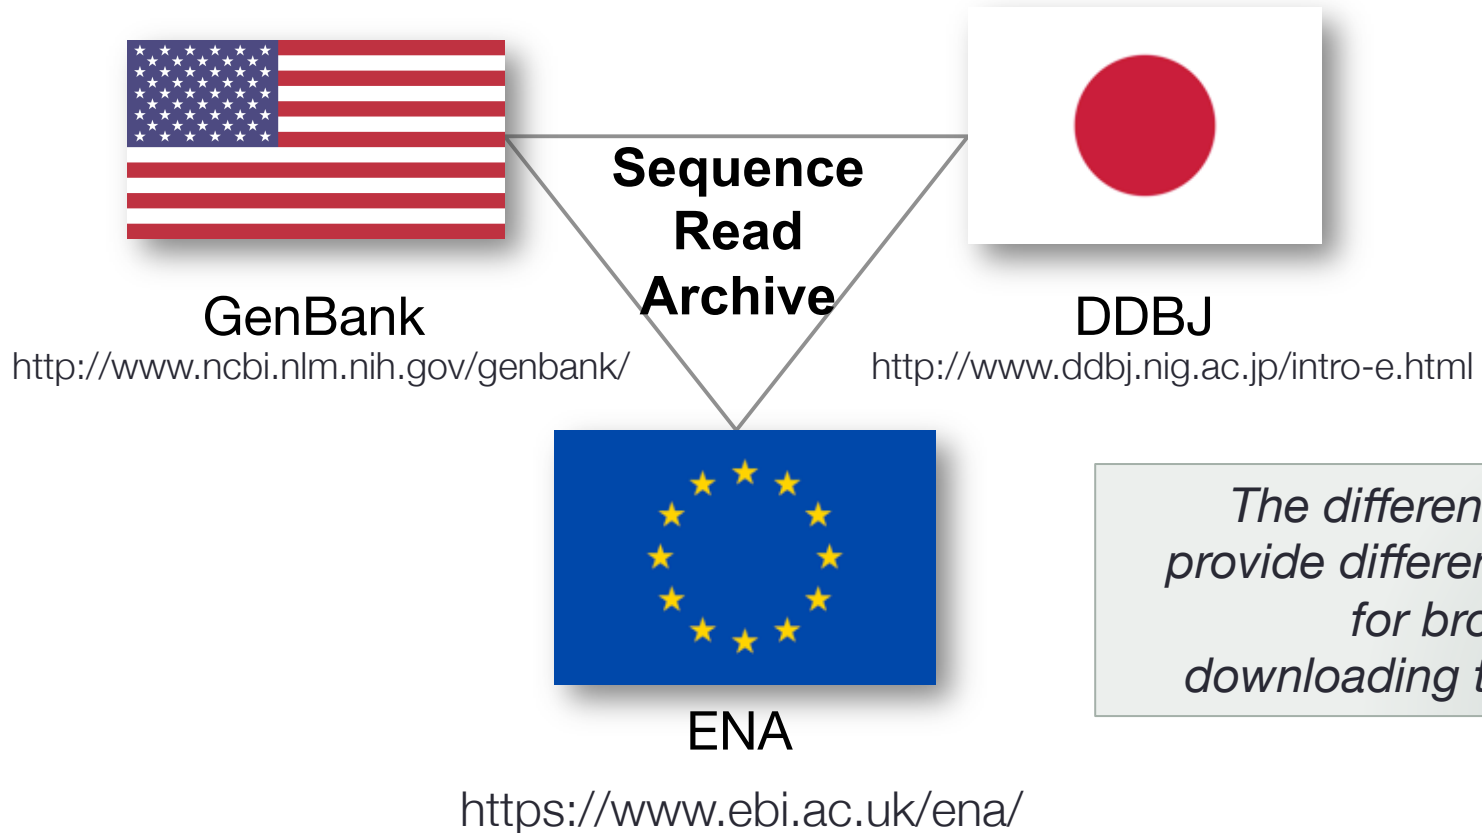 Sequence
Read
Archive
GenBank
http://www.ncbi.nlm.nih.gov/genbank/
DDBJ
http://www.ddbj.nig.ac.jp/intro-e.html
ENA
https://www.ebi.ac.uk/ena/
The differen
provide differen
for bro
downloading